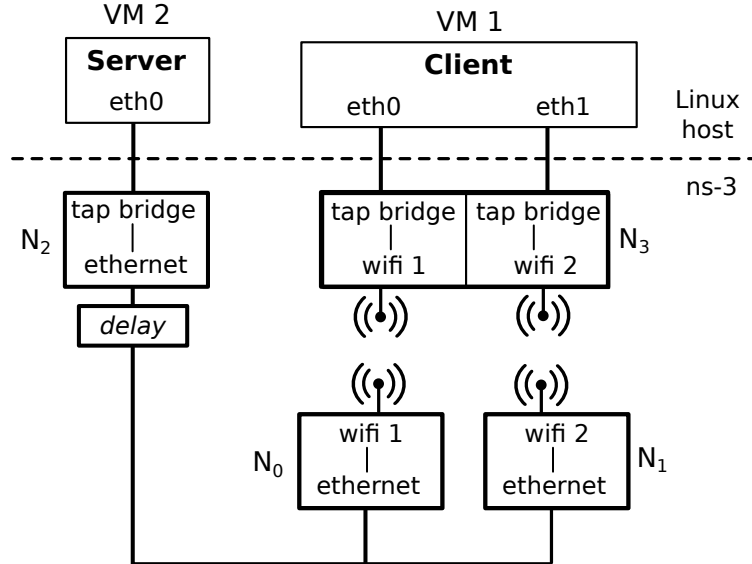 VM 2
VM 1
Server
eth0
Client
eth0 eth1
Linux
host
ns-3
N2
tap bridge
ethernet
delay
tap bridge
wifi 1
tap bridge
wifi 2
N3
N0
wifi 1
ethernet
wifi 2
ethernet
N1